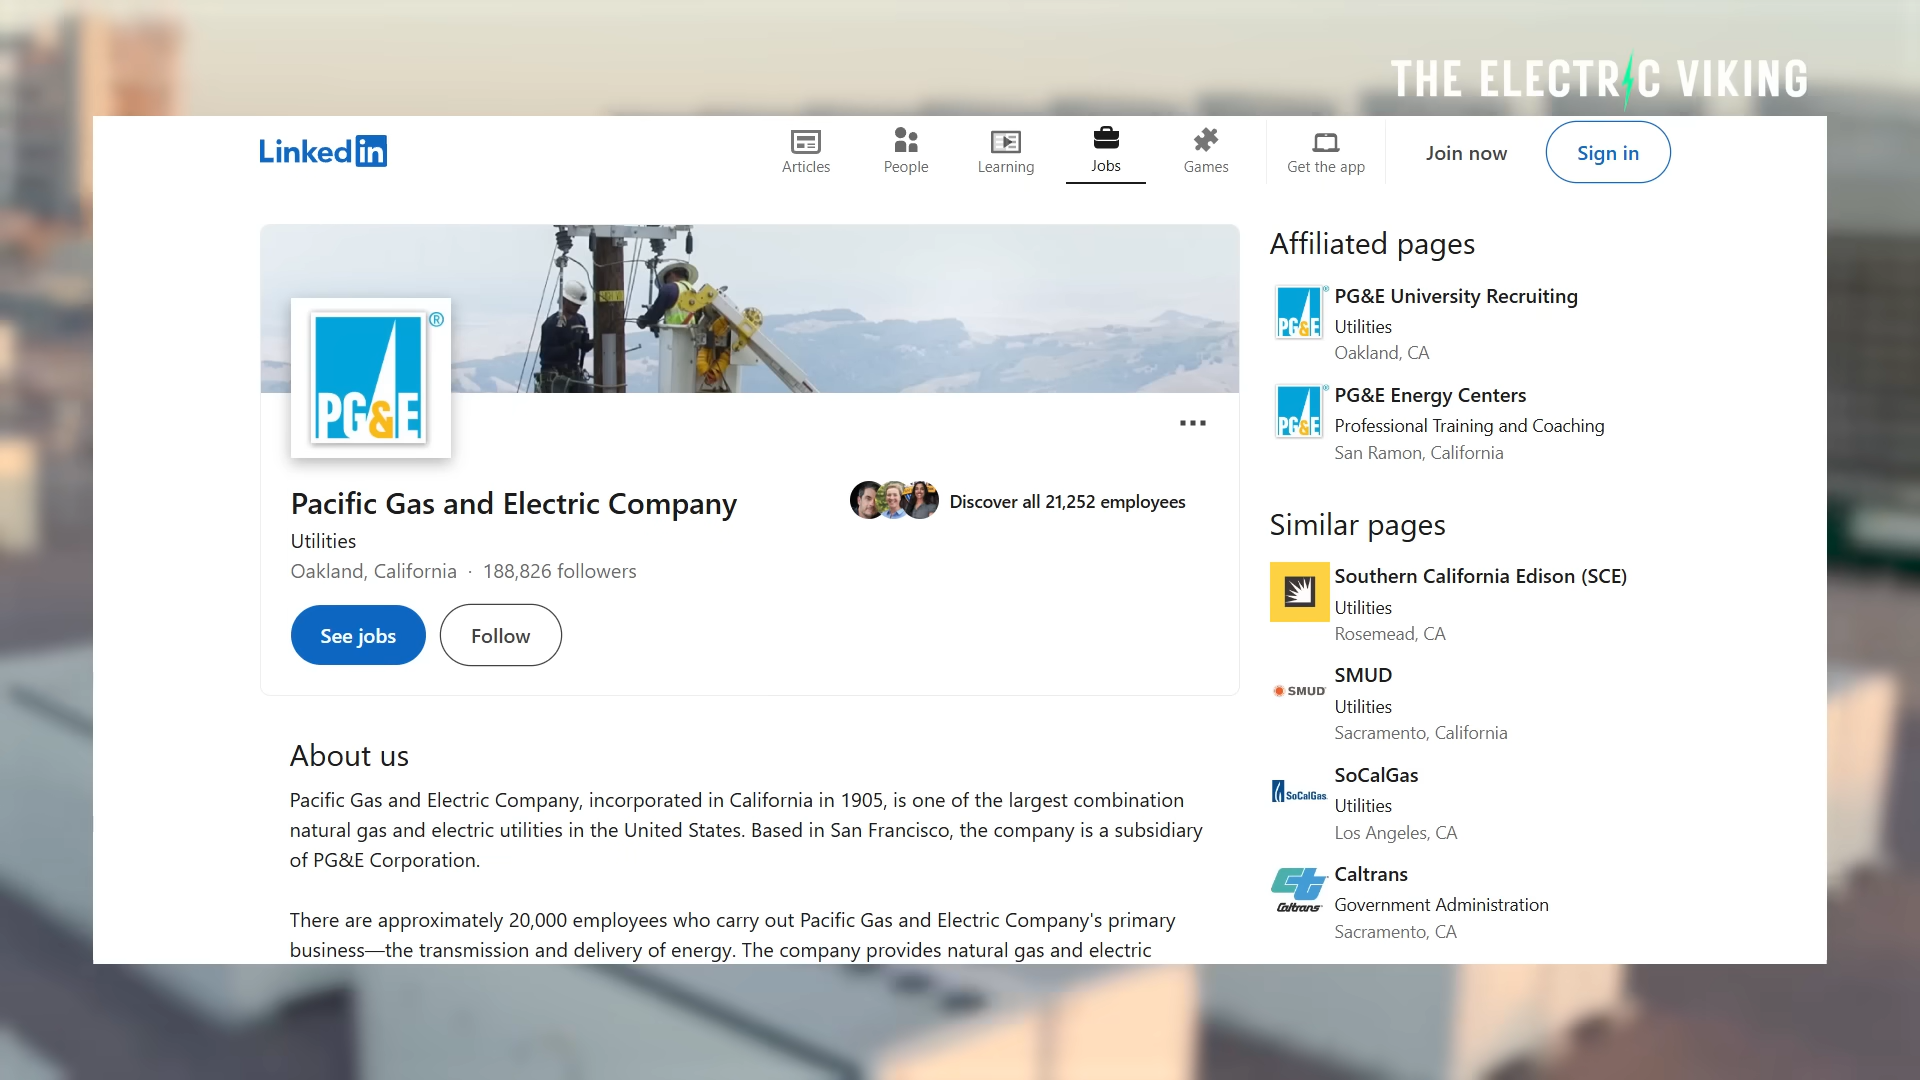 THE ELECTRIC VIKING
LinkedIn
Articles
People
Learning
Jobs
Games
Get the app
Join now
Sign in
PG&E
®
Pacific Gas and Electric Company
Utilities
Oakland, California · 188,826 followers
Discover all 21,252 employees
See jobs
Follow
About us
Pacific Gas and Electric Company, incorporated in California in 1905, is one of the largest combination
natural gas and electric utilities in the United States. Based in San Francisco, the company is a subsidiary
of PG&E Corporation.
There are approximately 20,000 employees who carry out Pacific Gas and Electric Company's primary
business—the transmission and delivery of energy. The company provides natural gas and electric
Affiliated pages
PG&E
PG&E University Recruiting
Utilities
Oakland, CA
PG&E
PG&E Energy Centers
Professional Training and Coaching
San Ramon, California
Similar pages
Southern California Edison (SCE)
Utilities
Rosemead, CA
SMUD
SMUD
Utilities
Sacramento, California
SoCalGas
SoCalGas
Utilities
Los Angeles, CA
Caltrans
Caltrans
Government Administration
Sacramento, CA